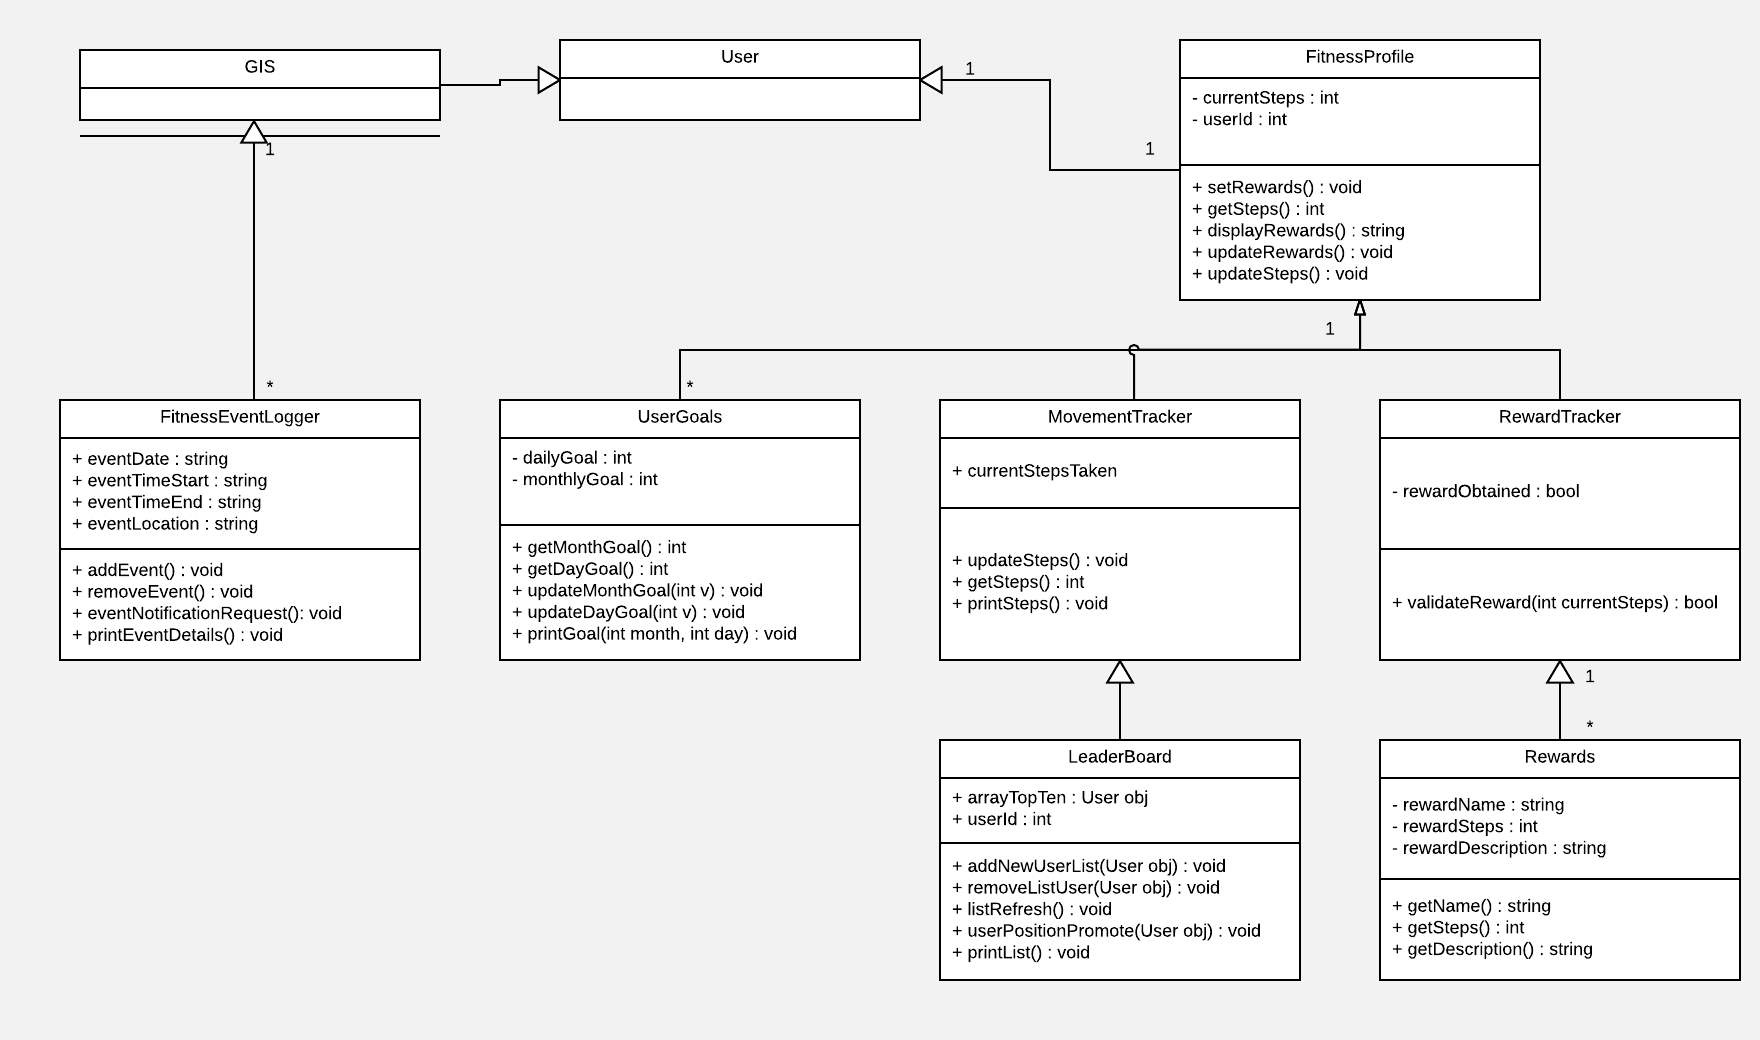 GIS
User
FitnessProfile
- currentSteps : int
- userId : int
+ setRewards() : void
+ getSteps() : int
+ displayRewards() : string
+ updateRewards() : void
+ updateSteps() : void
1
1
1
1
*
*
FitnessEventLogger
+ eventDate : string
+ eventTimeStart : string
+ eventTimeEnd : string
+ eventLocation : string
+ addEvent() : void
+ removeEvent() : void
+ eventNotificationRequest(): void
+ printEventDetails() : void
UserGoals
- dailyGoal : int
- monthlyGoal : int
+ getMonthGoal() : int
+ getDayGoal() : int
+ updateMonthGoal(int v) : void
+ updateDayGoal(int v) : void
+ printGoal(int month, int day) : void
MovementTracker
+ currentStepsTaken
+ updateSteps() : void
+ getSteps() : int
+ printSteps() : void
RewardTracker
- rewardObtained : bool
+ validateReward(int currentSteps) : bool
1
*
LeaderBoard
+ arrayTopTen : User obj
+ userId : int
+ addNewUserList(User obj) : void
+ removeListUser(User obj) : void
+ listRefresh() : void
+ userPositionPromote(User obj) : void
+ printList() : void
Rewards
- rewardName : string
- rewardSteps : int
- rewardDescription : string
+ getName() : string
+ getSteps() : int
+ getDescription() : string